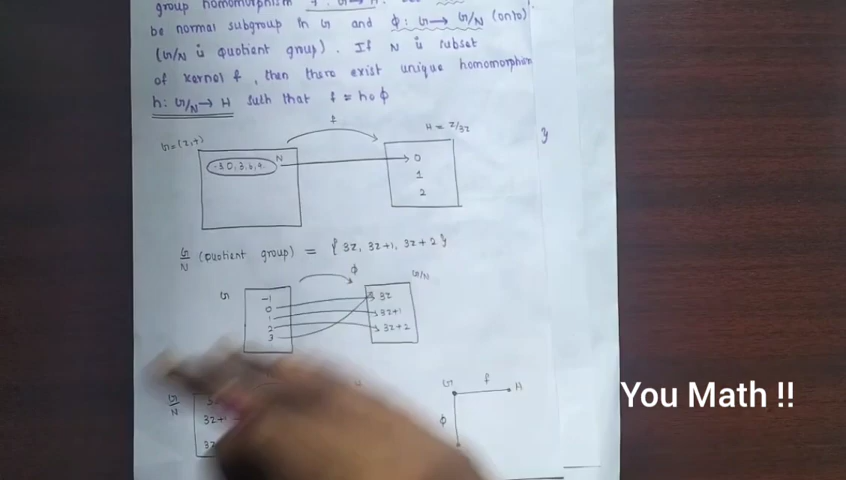 group homomorphism f : G → H.
be normal subgroup in G and ϕ : G → G/N (onto)
(G/N is quotient group). If N is subset
of kernel f, then there exist unique homomorphism
h: G/N → H such that f = h∘ϕ
f
G=(Z,+)
H = Z/3Z
N
0
1
2
}
G/N (quotient group) = { 3Z, 3Z+1, 3Z+2 }
ϕ
G
G/N
-1
0
1
2
3
3Z
3Z+1
3Z+2
G/N
3Z+1
G f H
ϕ
You Math !!